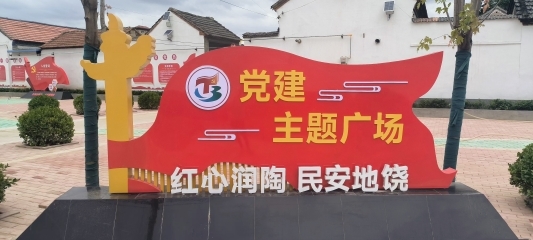 党建
主题广场
红心润陶 民安地饶